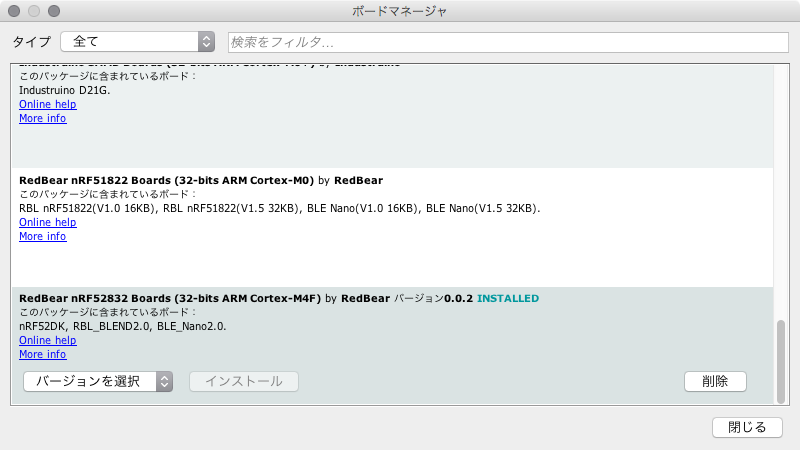 ボードマネージャ
タイプ 全て 検索をフィルタ...
このパッケージに含まれているボード：
Industruino D21G.
Online help
More info
RedBear nRF51822 Boards (32-bits ARM Cortex-M0) by RedBear
このパッケージに含まれているボード：
RBL nRF51822(V1.0 16KB), RBL nRF51822(V1.5 32KB), BLE Nano(V1.0 16KB), BLE Nano(V1.5 32KB).
Online help
More info
RedBear nRF52832 Boards (32-bits ARM Cortex-M4F) by RedBear バージョン0.0.2 INSTALLED
このパッケージに含まれているボード：
nRF52DK, RBL_BLEND2.0, BLE_Nano2.0.
Online help
More info
バージョンを選択 インストール 削除
閉じる